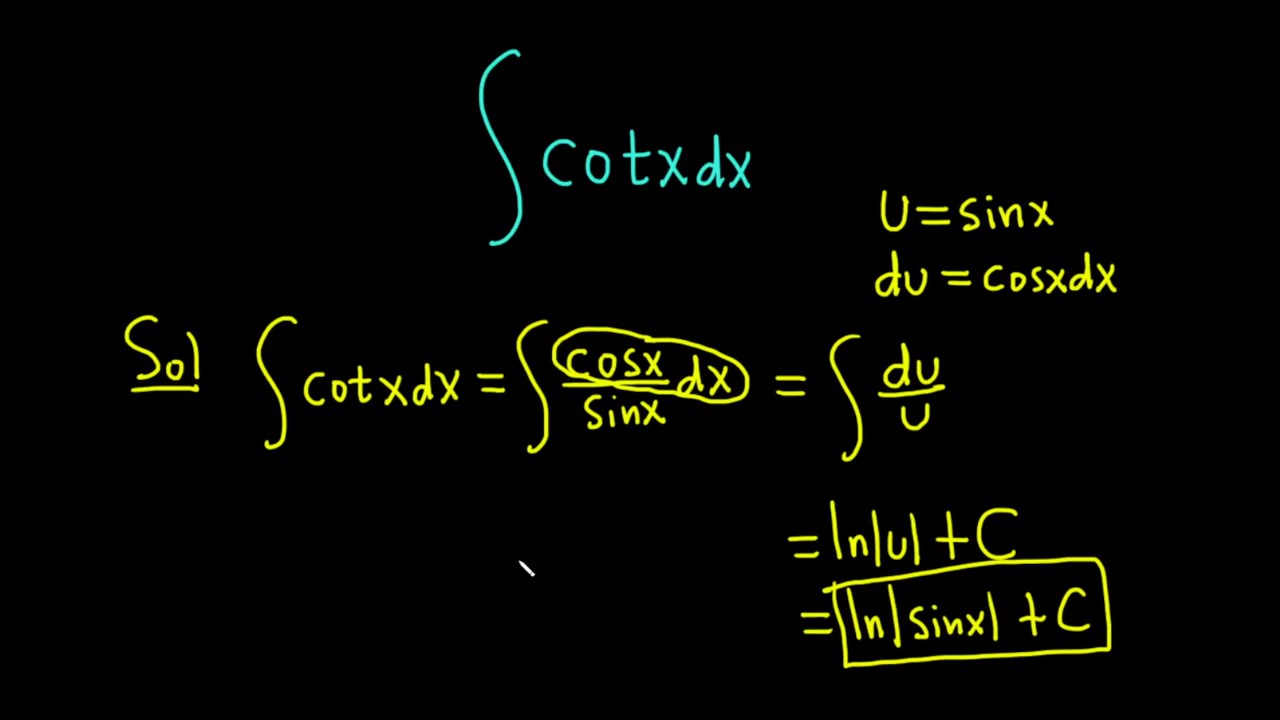 ∫ cotxdx
U = sinx
du = cosxdx
Sol ∫ cotxdx = ∫ cosx/sinx dx = ∫ du/u
= ln|u| + C
= ln|sinx| + C